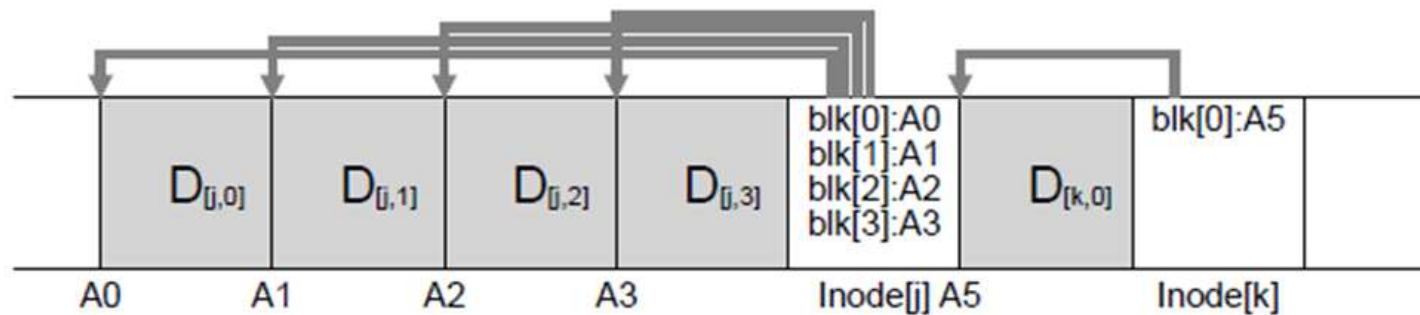 blk[0]:A0 blk[0]:A5
blk[1]:A1
blk[2]:A2
blk[3]:A3
D[j,0] D[j,1] D[j,2] D[j,3] D[k,0]
A0 A1 A2 A3 Inode[j] A5 Inode[k]